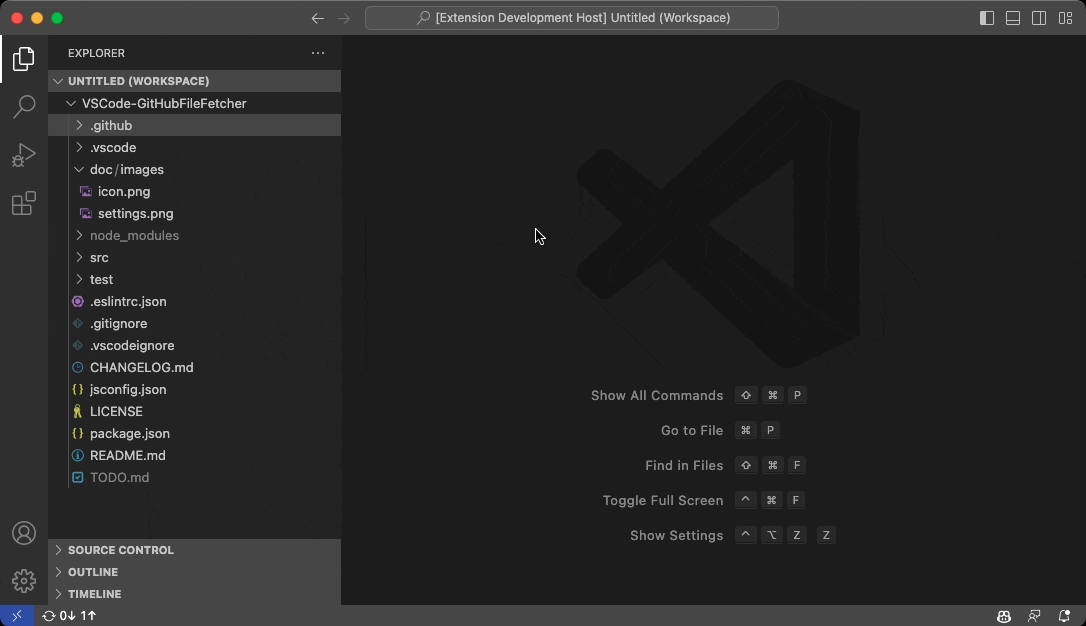 [Extension Development Host] Untitled (Workspace)
EXPLORER
UNTITLED (WORKSPACE)
VSCode-GitHubFileFetcher
.github
.vscode
doc/images
icon.png
settings.png
node_modules
src
test
.eslintrc.json
.gitignore
.vscodeignore
CHANGELOG.md
jsconfig.json
LICENSE
package.json
README.md
TODO.md
SOURCE CONTROL
OUTLINE
TIMELINE
Show All Commands ⇧ ⌘ P
Go to File ⌘ P
Find in Files ⇧ ⌘ F
Toggle Full Screen ^ ⌘ F
Show Settings ^ ⌥ Z Z
0↓ 1↑